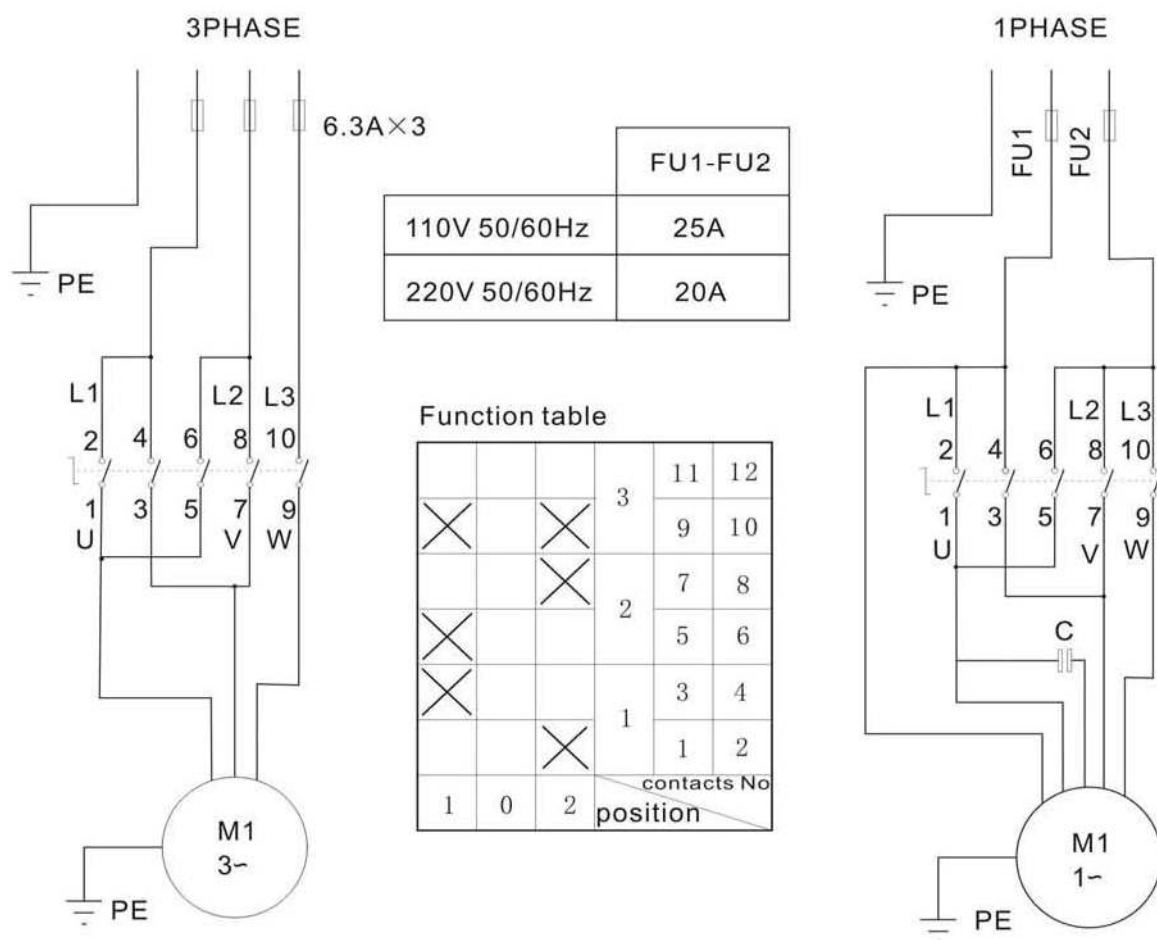 3PHASE
6.3A×3
PE
L1 L2 L3
2 4 6 8 10
1 3 5 7 9
U V W
M1
3~
PE
FU1-FU2
110V 50/60Hz 25A
220V 50/60Hz 20A
Function table
3 11 12
9 10
2 7 8
5 6
1 3 4
1 2
contacts No
1 0 2 position
1PHASE
FU1 FU2
PE
L1 L2 L3
2 4 6 8 10
1 3 5 7 9
U V W
C
M1
1~
PE